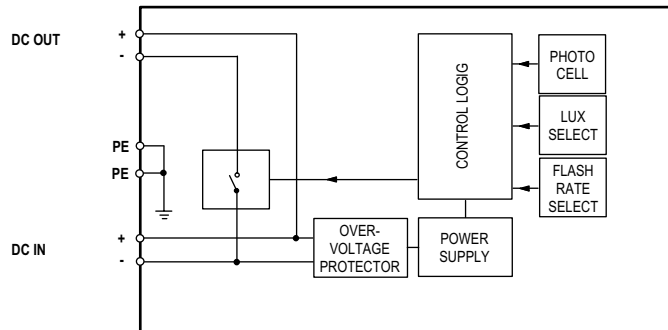 DC OUT
+
-
PE
PE
DC IN
+
-
CONTROL LOGIG
PHOTO
CELL
LUX
SELECT
FLASH
RATE
SELECT
OVER-
VOLTAGE
PROTECTOR
POWER
SUPPLY